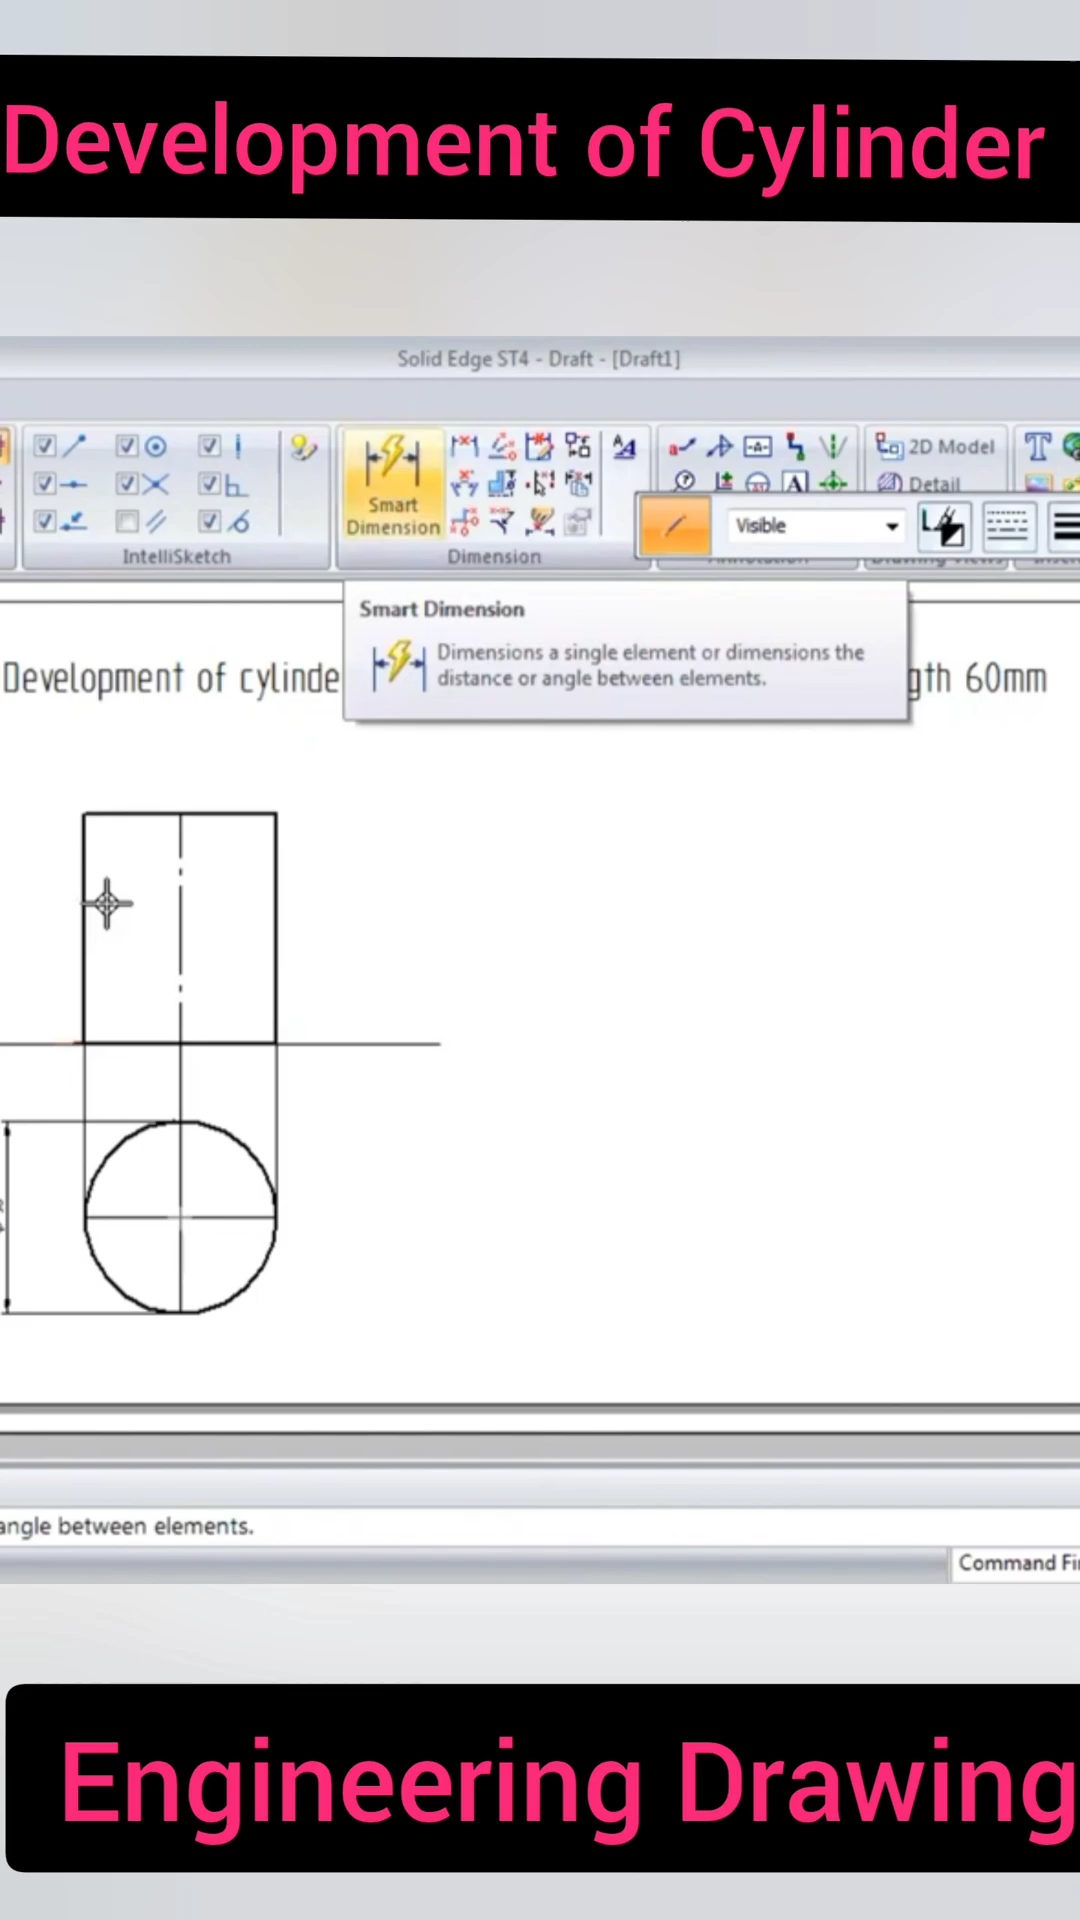 Development of Cylinder
Solid Edge ST4 - Draft - [Draft1]
2D Model
Smart
Dimension
Detail
Visible
IntelliSketch
Dimension
Smart Dimension
Dimensions a single element or dimensions the
distance or angle between elements.
Development of cylinde
gth 60mm
angle between elements.
Command Fi
Engineering Drawing